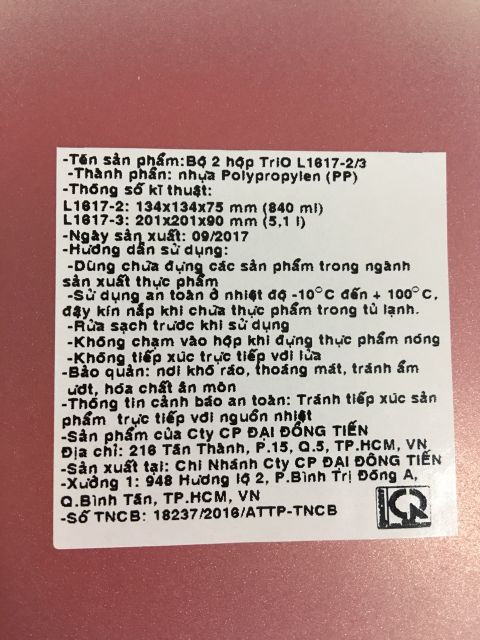 -Tên sản phẩm:Bộ 2 hộp TriO L1617-2/3
-Thành phần: nhựa Polypropylen (PP)
-Thông số kĩ thuật:
L1617-2: 134x134x75 mm (840 ml)
L1617-3: 201x201x90 mm (5,1 l)
-Ngày sản xuất: 09/2017
-Hướng dẫn sử dụng:
-Dùng chứa đựng các sản phẩm trong ngành
sản xuất thực phẩm
-Sử dụng an toàn ở nhiệt độ -10°C đến + 100°C,
đậy kín nắp khi chứa thực phẩm trong tủ lạnh.
-Rửa sạch trước khi sử dụng
-Không chạm vào hộp khi đựng thực phẩm nóng
-Không tiếp xúc trực tiếp với lửa
-Bảo quản: nơi khô ráo, thoáng mát, tránh ẩm
ướt, hóa chất ăn mòn
-Thông tin cảnh báo an toàn: Tránh tiếp xúc sản
phẩm trực tiếp với nguồn nhiệt
-Sản phẩm của Cty CP ĐẠI ĐỒNG TIẾN
Địa chỉ: 216 Tân Thành, P.15, Q.5, TP.HCM, VN
-Sản xuất tại: Chi Nhánh Cty CP ĐẠI ĐỒNG TIẾN
-Xưởng 1: 948 Hương lộ 2, P.Bình Trị Đông A,
Q.Bình Tân, TP.HCM, VN
-Số TNCB: 18237/2016/ATTP-TNCB